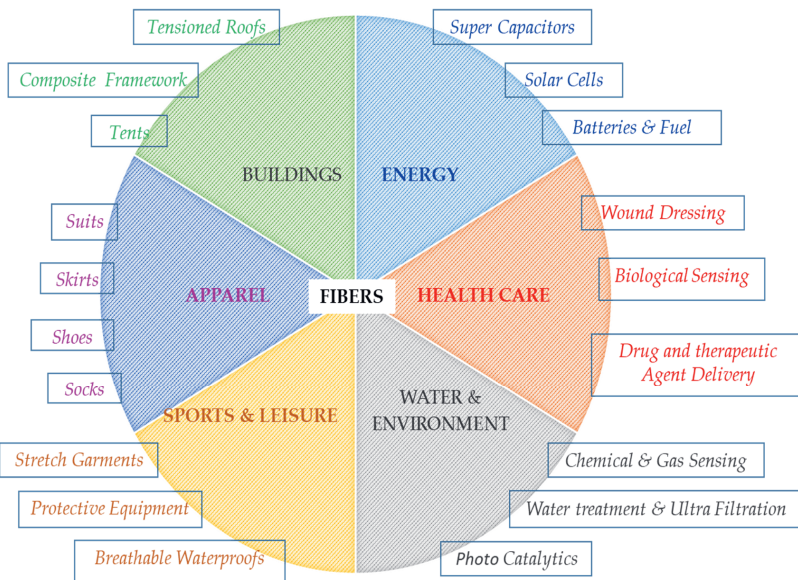 Tensioned Roofs
Super Capacitors
Composite Framework
Solar Cells
Tents
Batteries & Fuel
BUILDINGS
ENERGY
Suits
Wound Dressing
Skirts
Biological Sensing
APPAREL
FIBERS
HEALTH CARE
Shoes
Drug and therapeutic
Agent Delivery
Socks
SPORTS & LEISURE
WATER &
ENVIRONMENT
Stretch Garments
Chemical & Gas Sensing
Protective Equipment
Water treatment & Ultra Filtration
Breathable Waterproofs
Photo Catalytics